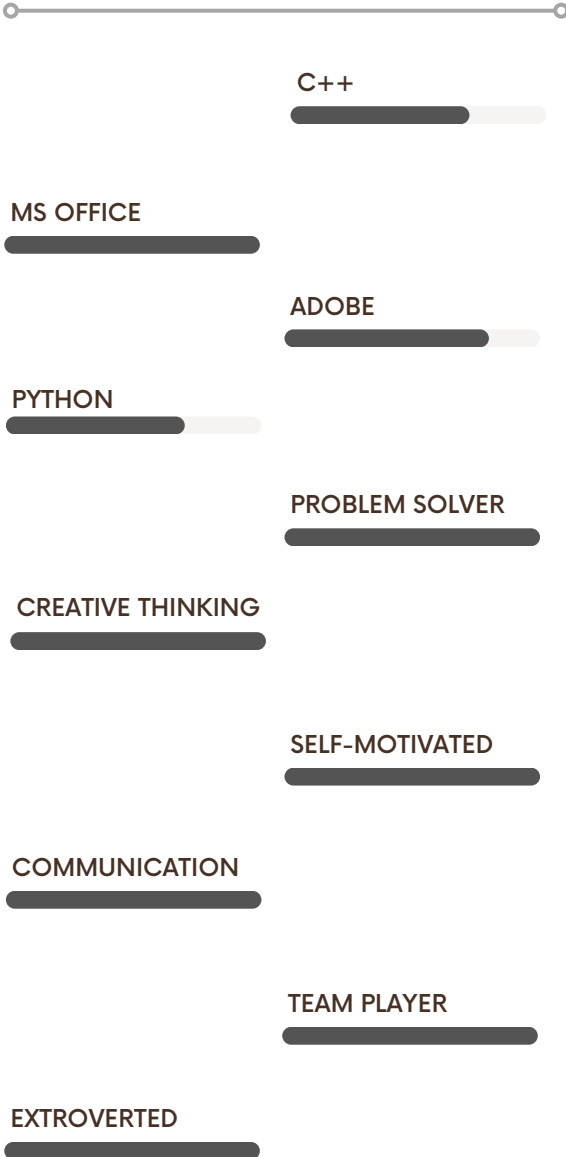 C++
MS OFFICE
ADOBE
PYTHON
PROBLEM SOLVER
CREATIVE THINKING
SELF-MOTIVATED
COMMUNICATION
TEAM PLAYER
EXTROVERTED